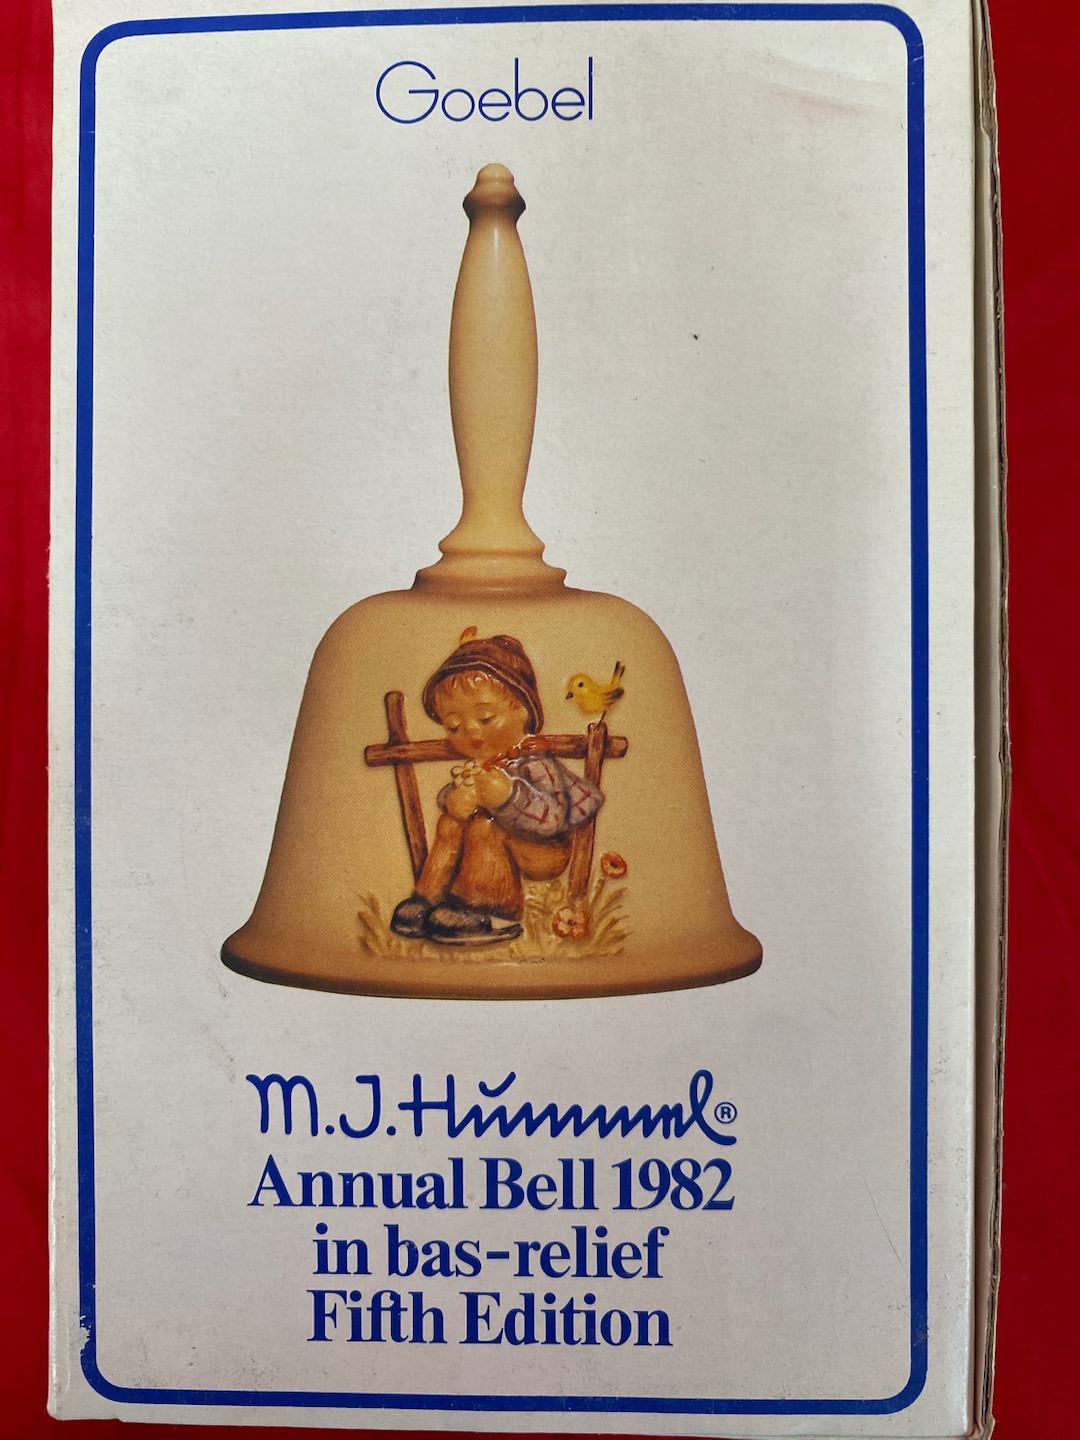 Goebel
M.J.Hummel®
Annual Bell 1982
in bas-relief
Fifth Edition